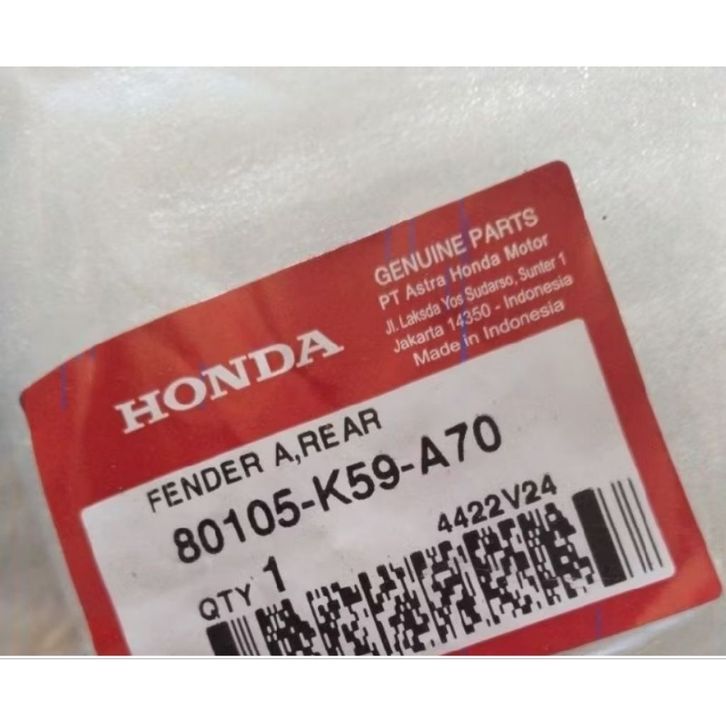 GENUINE PARTS
PT Astra Honda Motor
Jl. Laksda Yos Sudarso, Sunter 1
Jakarta 14350 - Indonesia
Made in Indonesia
HONDA
FENDER A,REAR
80105-K59-A70
QTY 1
4422V24